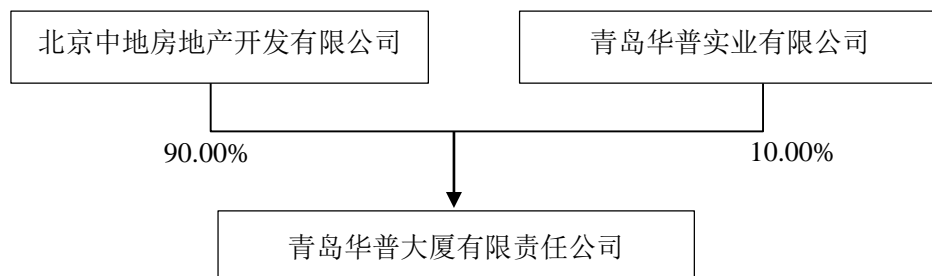 北京中地房地产开发有限公司
青岛华普实业有限公司
90.00%
10.00%
青岛华普大厦有限责任公司